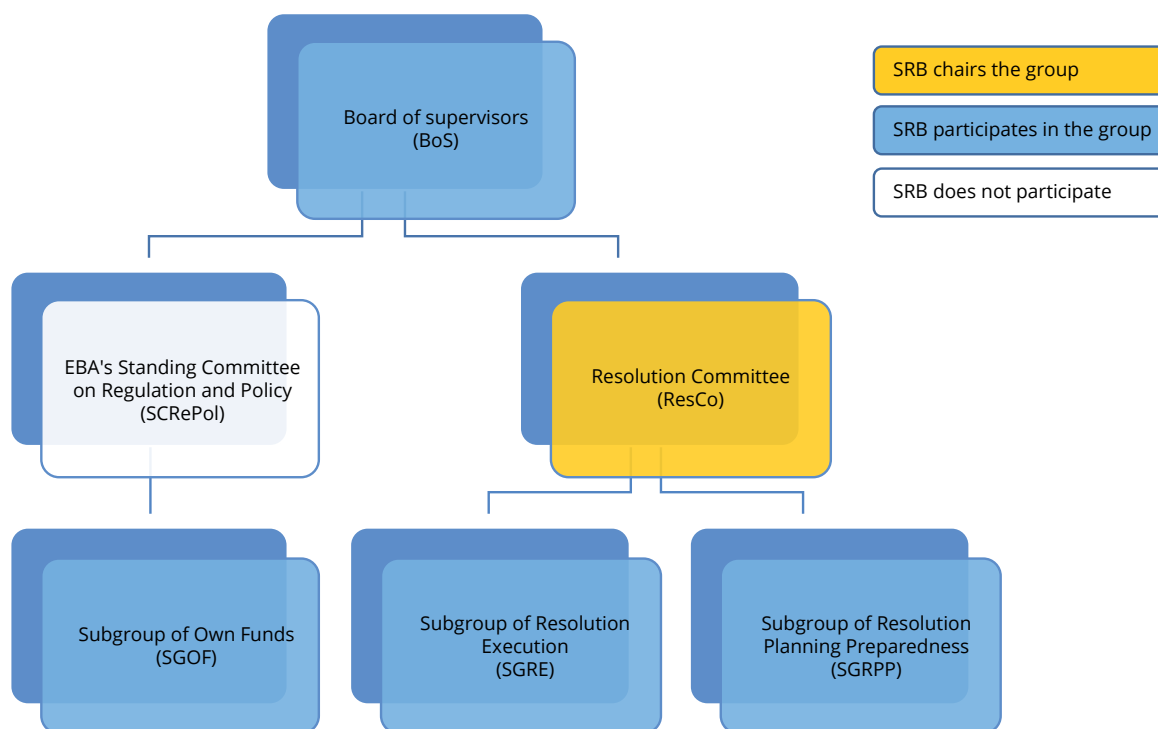 Board of supervisors
(BoS)
SRB chairs the group
SRB participates in the group
SRB does not participate
EBA's Standing Committee
on Regulation and Policy
(SCRePol)
Resolution Committee
(ResCo)
Subgroup of Own Funds
(SGOF)
Subgroup of Resolution
Execution
(SGRE)
Subgroup of Resolution
Planning Preparedness
(SGRPP)